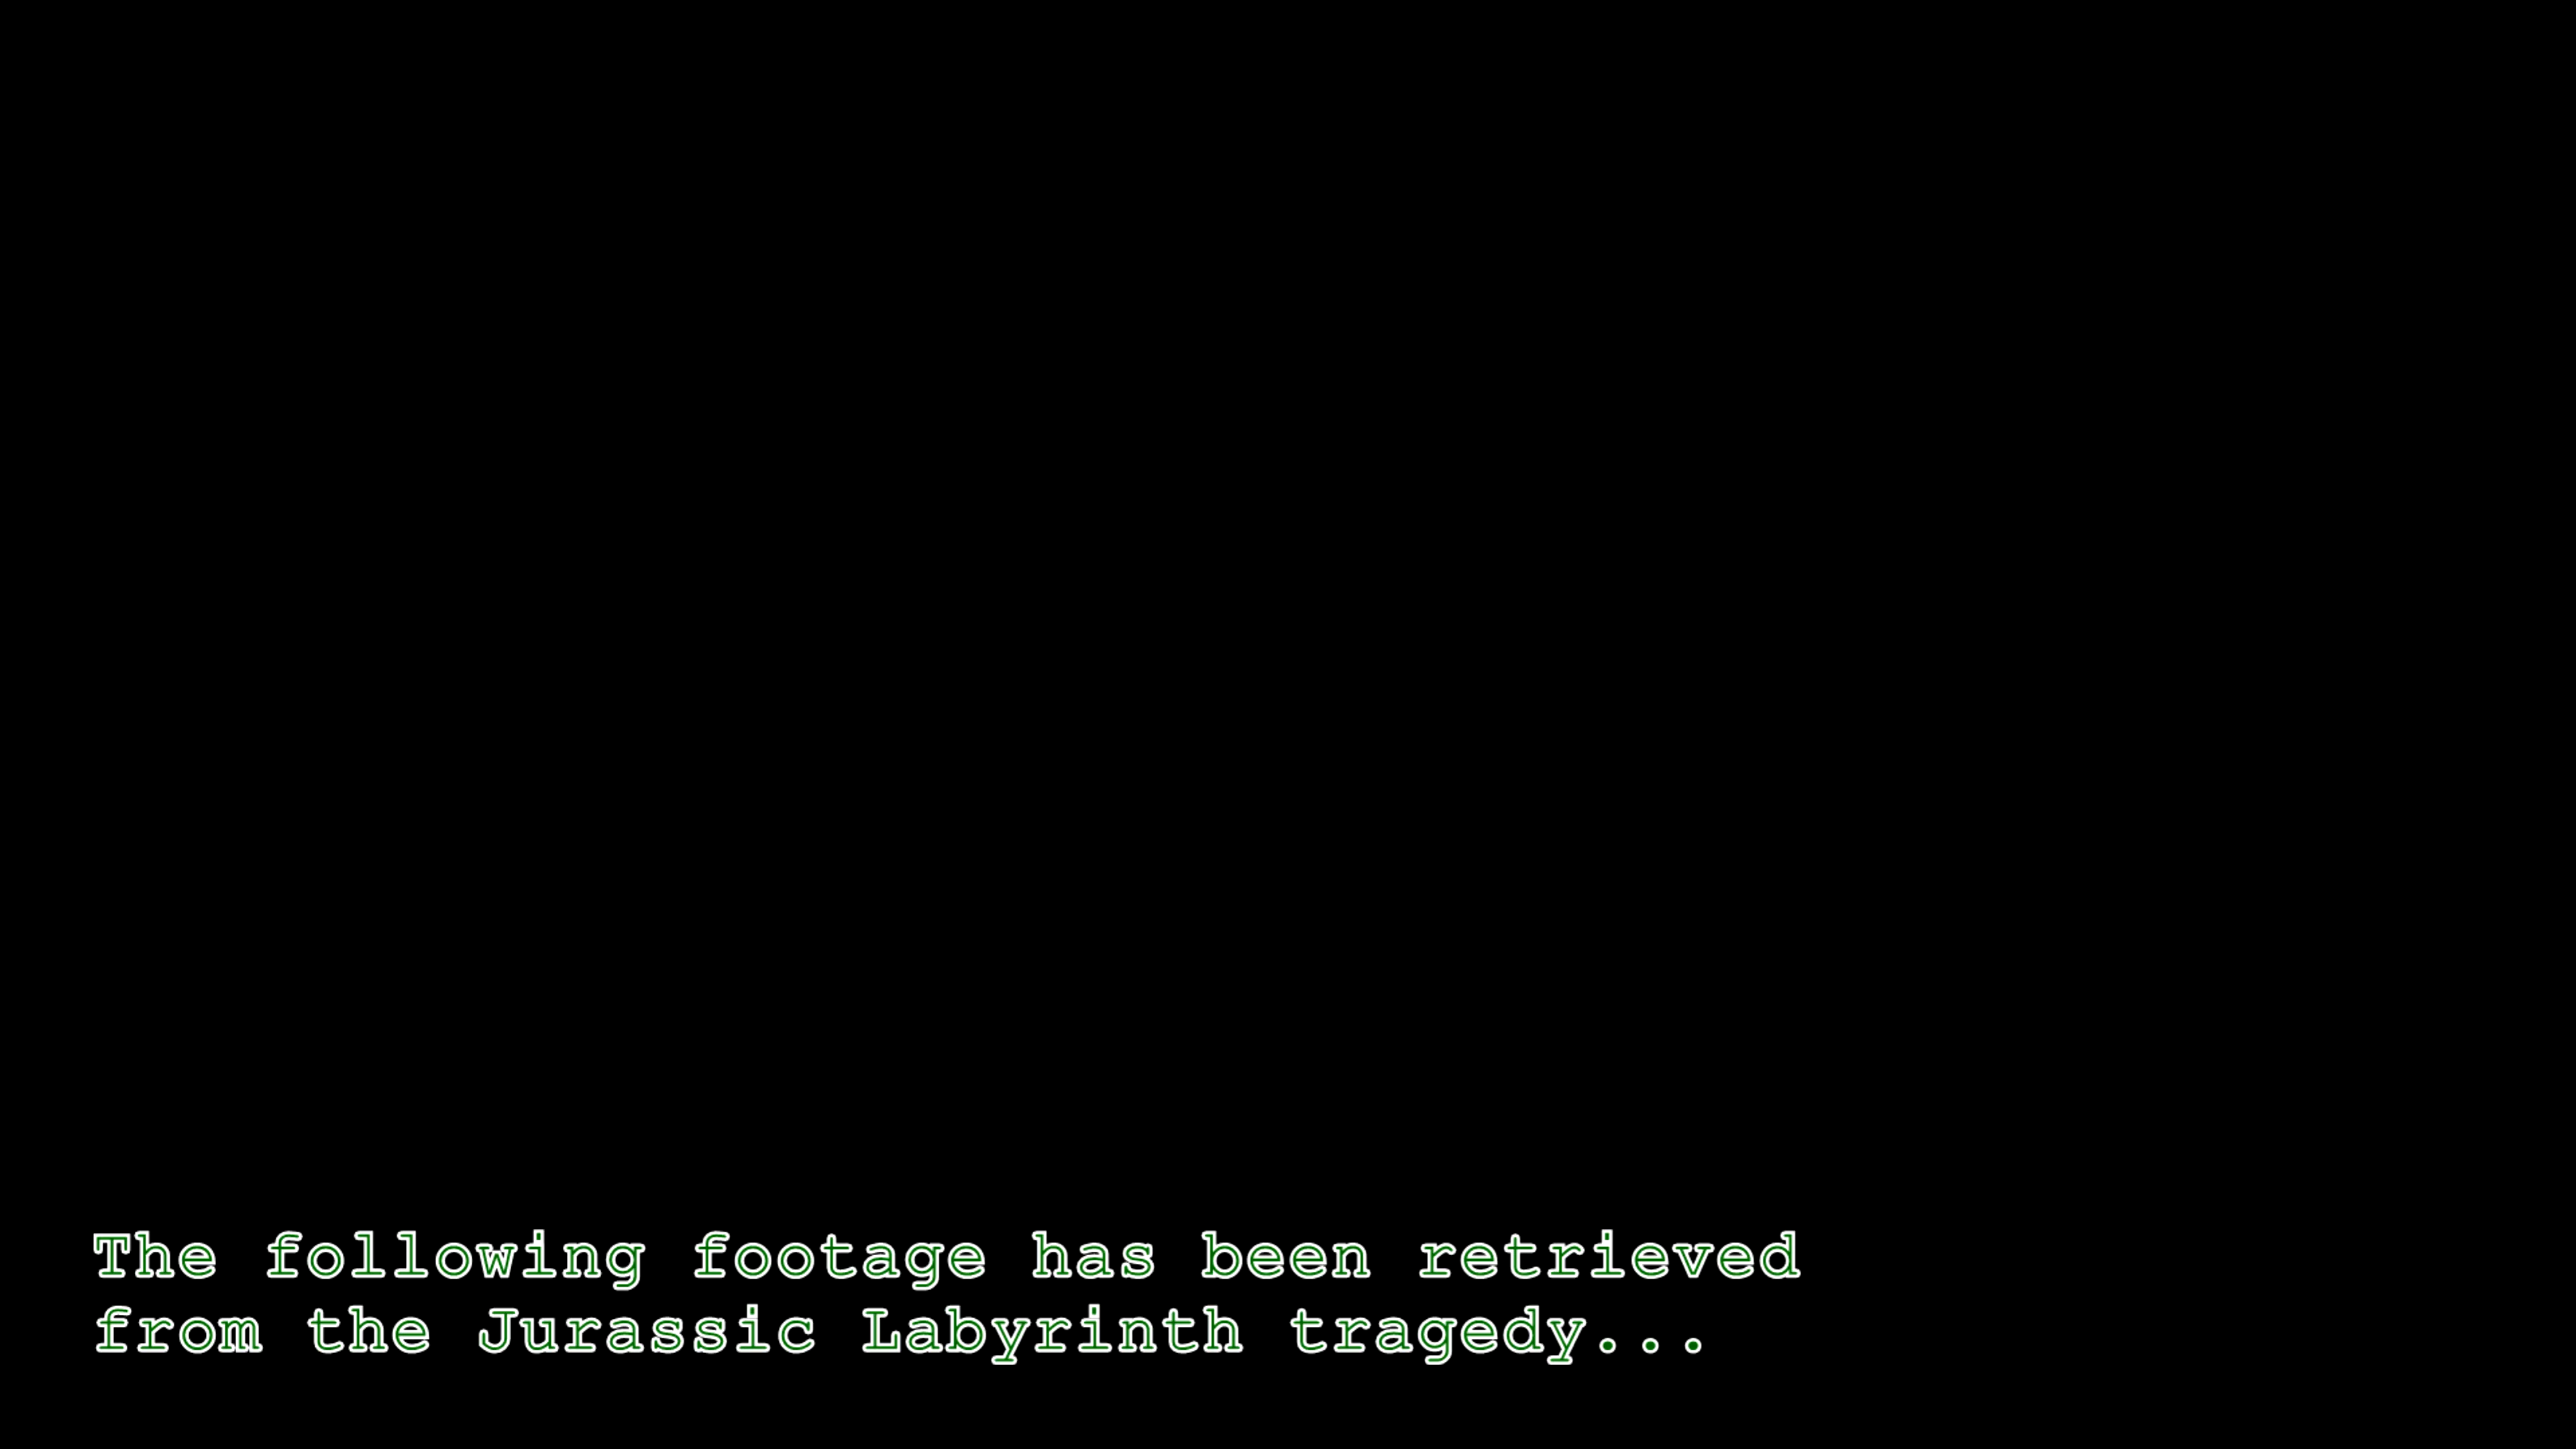 The following footage has been retrieved
from the Jurassic Labyrinth tragedy...